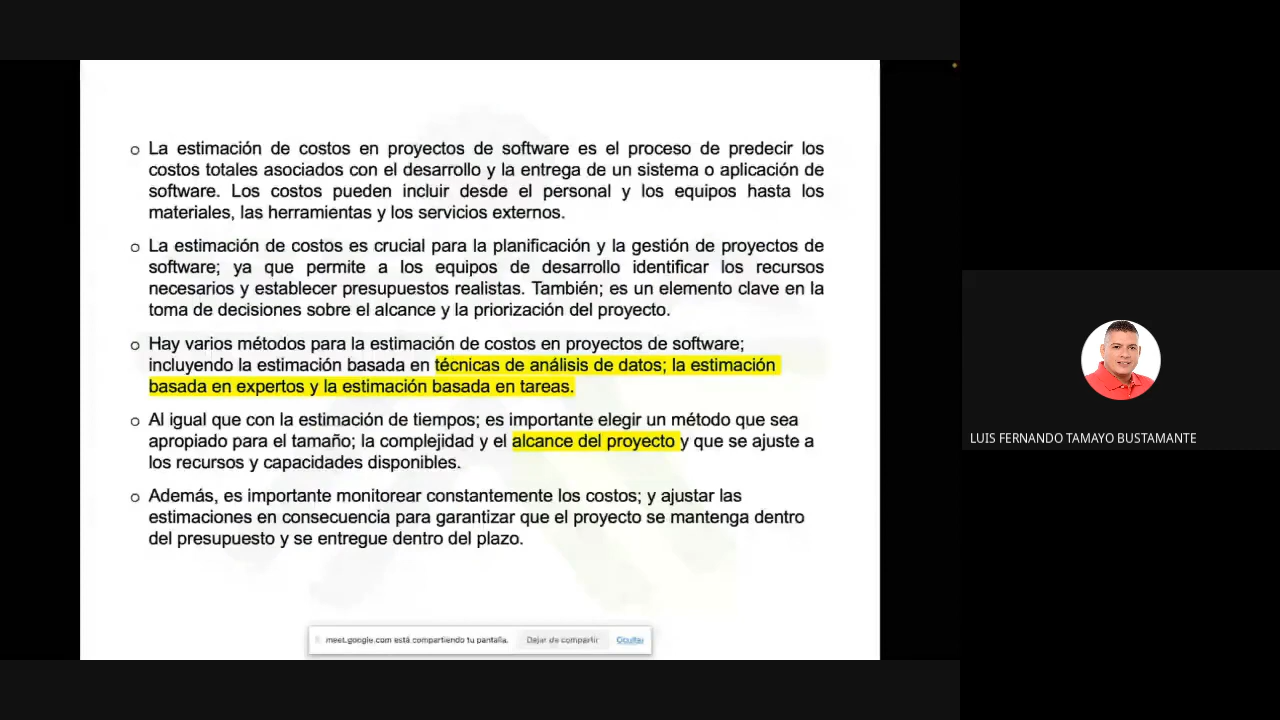 o La estimación de costos en proyectos de software es el proceso de predecir los
costos totales asociados con el desarrollo y la entrega de un sistema o aplicación de
software. Los costos pueden incluir desde el personal y los equipos hasta los
materiales, las herramientas y los servicios externos.
o La estimación de costos es crucial para la planificación y la gestión de proyectos de
software; ya que permite a los equipos de desarrollo identificar los recursos
necesarios y establecer presupuestos realistas. También; es un elemento clave en la
toma de decisiones sobre el alcance y la priorización del proyecto.
o Hay varios métodos para la estimación de costos en proyectos de software;
incluyendo la estimación basada en técnicas de análisis de datos; la estimación
basada en expertos y la estimación basada en tareas.
o Al igual que con la estimación de tiempos; es importante elegir un método que sea
apropiado para el tamaño; la complejidad y el alcance del proyecto y que se ajuste a
los recursos y capacidades disponibles.
o Además, es importante monitorear constantemente los costos; y ajustar las
estimaciones en consecuencia para garantizar que el proyecto se mantenga dentro
del presupuesto y se entregue dentro del plazo.
meet.google.com está compartiendo tu pantalla. Dejar de compartir Ocultar
LUIS FERNANDO TAMAYO BUSTAMANTE